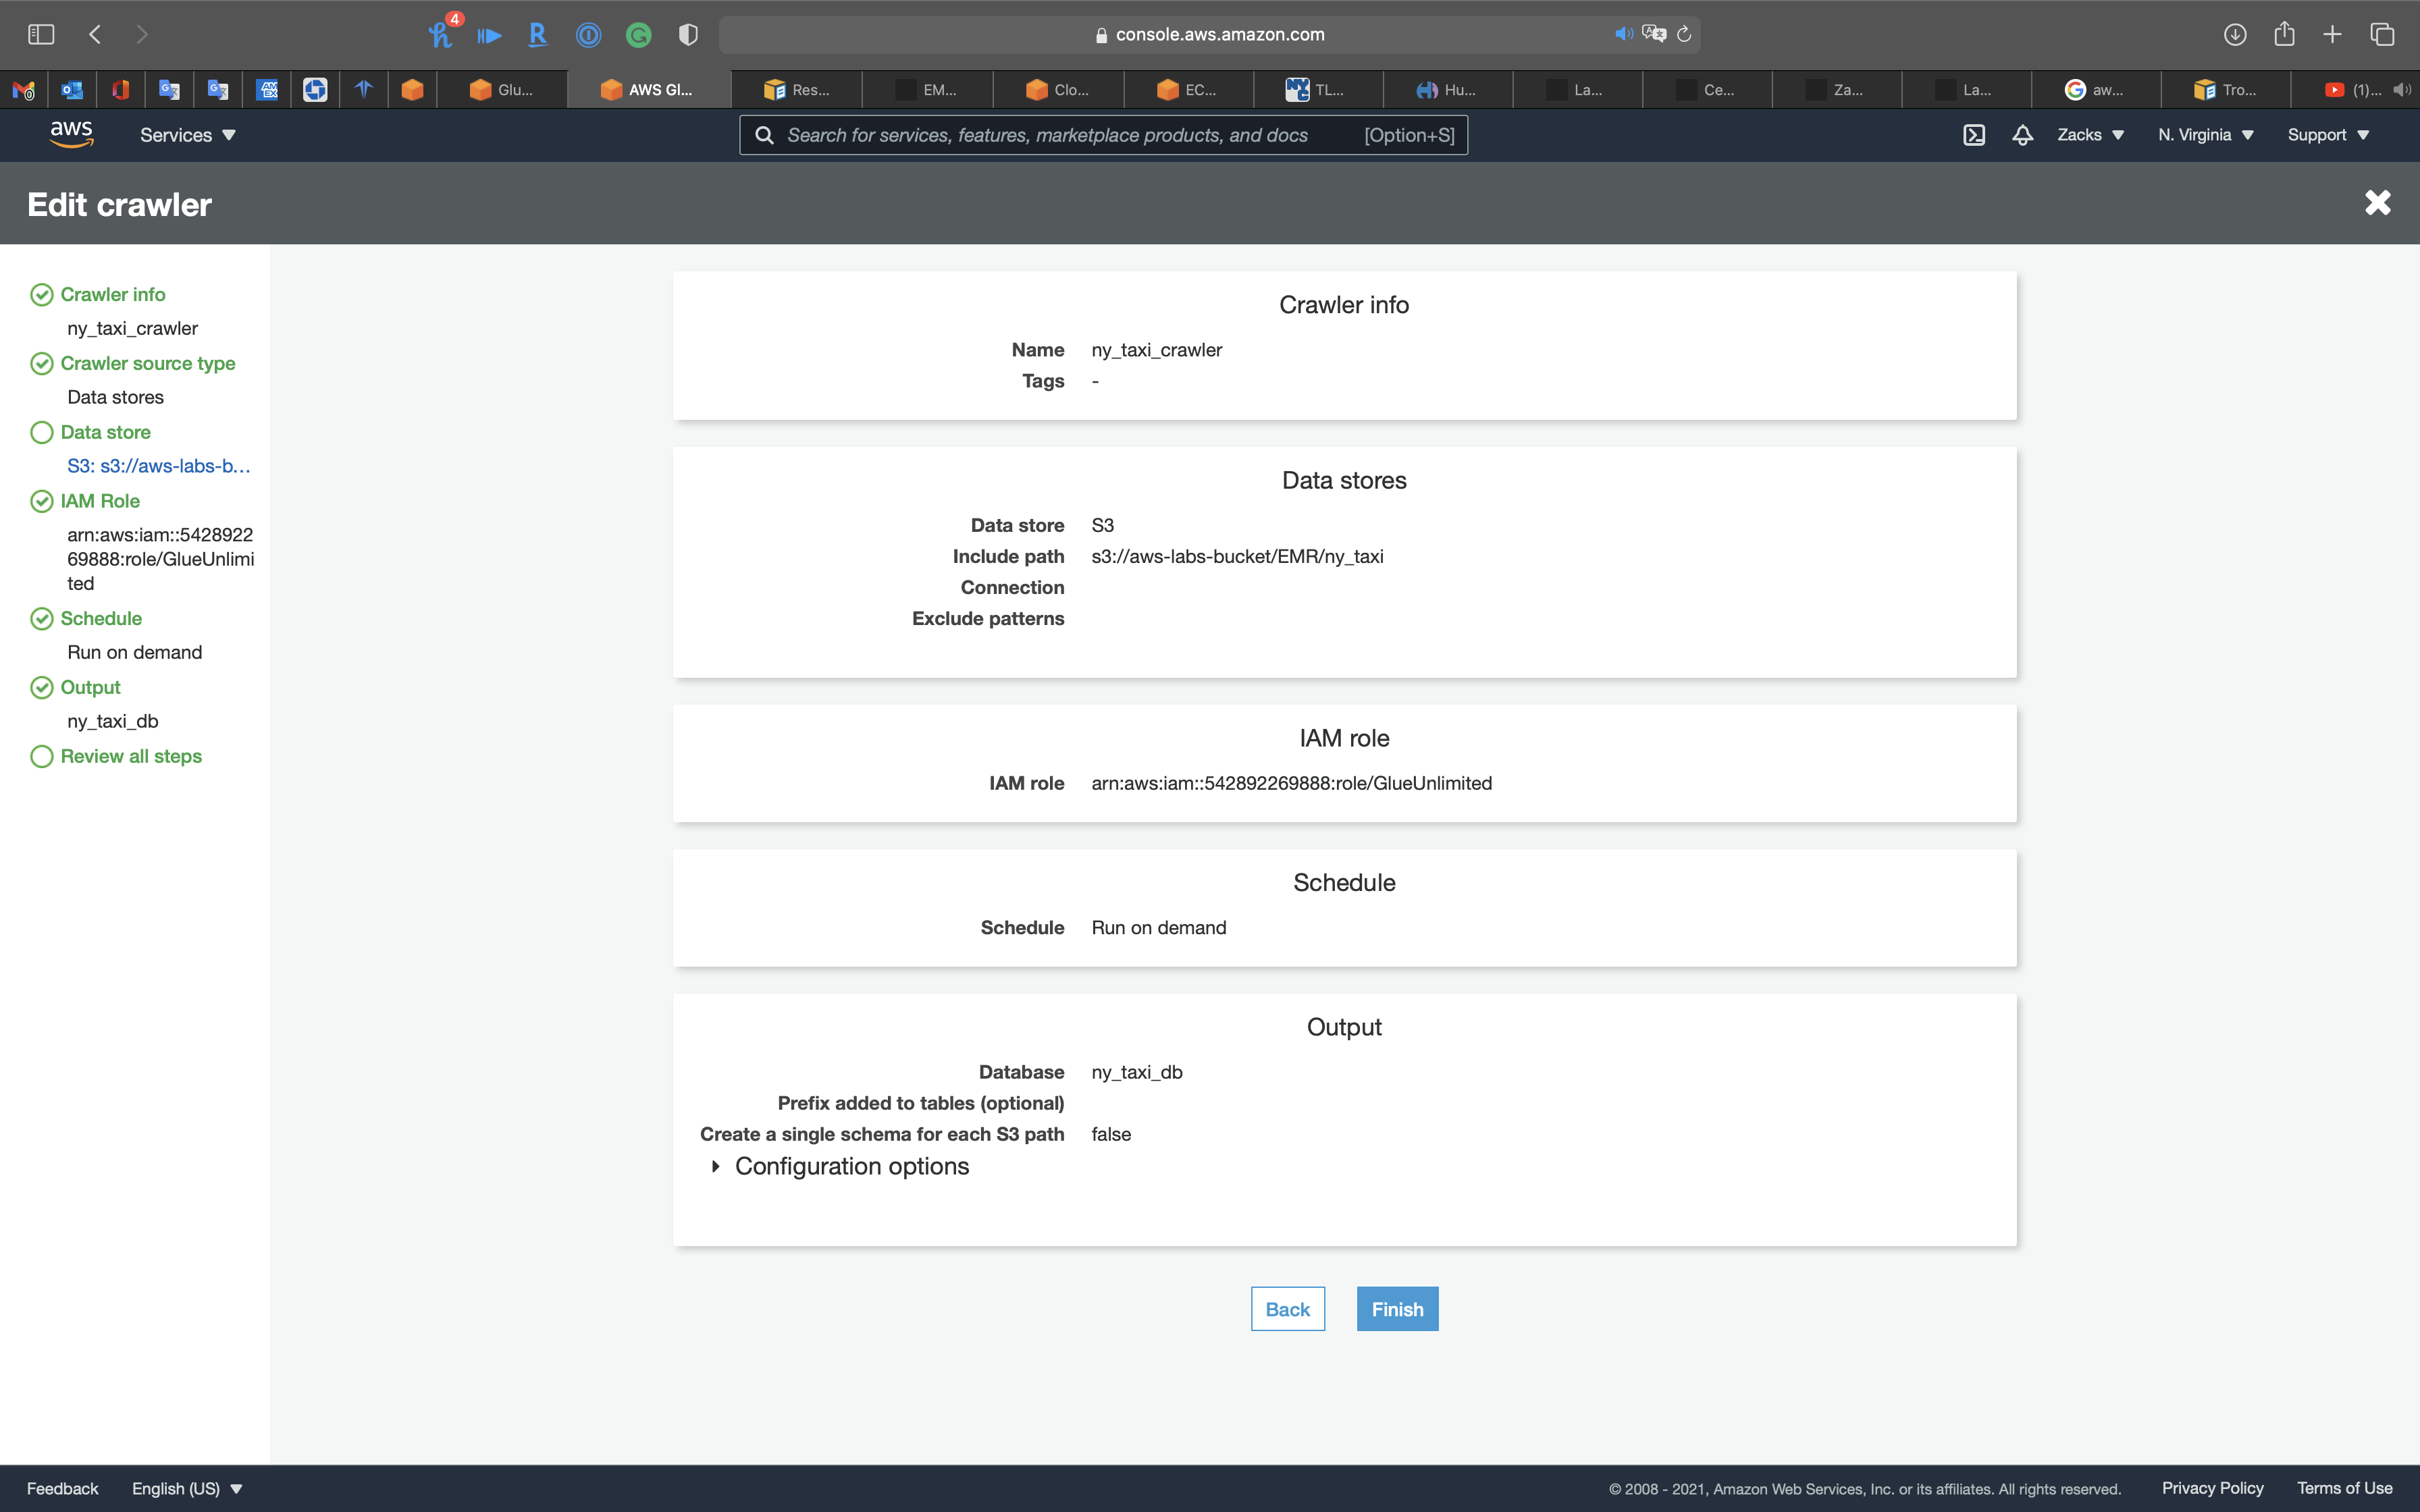 4
console.aws.amazon.com
Glu...
AWS Gl...
Res...
EM...
Clo...
EC...
TL...
Hu...
La...
Ce...
Za...
La...
aw...
Tro...
(1)...
aws
Services
Search for services, features, marketplace products, and docs
[Option+S]
Zacks
N. Virginia
Support
Edit crawler
Crawler info
ny_taxi_crawler
Crawler source type
Data stores
Data store
S3: s3://aws-labs-b...
IAM Role
arn:aws:iam::5428922
69888:role/GlueUnlimi
ted
Schedule
Run on demand
Output
ny_taxi_db
Review all steps
Crawler info
Name ny_taxi_crawler
Tags -
Data stores
Data store S3
Include path s3://aws-labs-bucket/EMR/ny_taxi
Connection
Exclude patterns
IAM role
IAM role arn:aws:iam::542892269888:role/GlueUnlimited
Schedule
Schedule Run on demand
Output
Database ny_taxi_db
Prefix added to tables (optional)
Create a single schema for each S3 path false
Configuration options
Back
Finish
Feedback
English (US)
© 2008 - 2021, Amazon Web Services, Inc. or its affiliates. All rights reserved.
Privacy Policy
Terms of Use